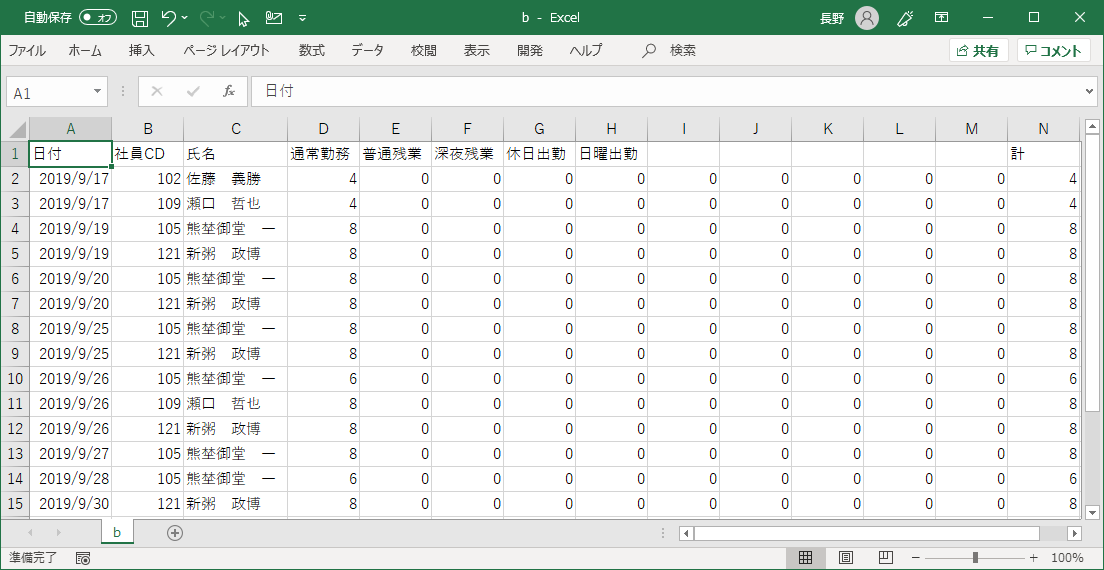 自動保存 オフ b - Excel 長野
ファイル ホーム 挿入 ページ レイアウト 数式 データ 校閲 表示 開発 ヘルプ 検索 共有 コメント
A1 fx 日付
A B C D E F G H I J K L M N
1 日付 社員CD 氏名 通常勤務 普通残業 深夜残業 休日出勤 日曜出勤 計
2 2019/9/17 102 佐藤　義勝 4 0 0 0 0 0 0 0 0 0 4
3 2019/9/17 109 瀬口　哲也 4 0 0 0 0 0 0 0 0 0 4
4 2019/9/19 105 熊埜御堂　一 8 0 0 0 0 0 0 0 0 0 8
5 2019/9/19 121 新粥　政博 8 0 0 0 0 0 0 0 0 0 8
6 2019/9/20 105 熊埜御堂　一 8 0 0 0 0 0 0 0 0 0 8
7 2019/9/20 121 新粥　政博 8 0 0 0 0 0 0 0 0 0 8
8 2019/9/25 105 熊埜御堂　一 8 0 0 0 0 0 0 0 0 0 8
9 2019/9/25 121 新粥　政博 8 0 0 0 0 0 0 0 0 0 8
10 2019/9/26 105 熊埜御堂　一 6 0 0 0 0 0 0 0 0 0 6
11 2019/9/26 109 瀬口　哲也 8 0 0 0 0 0 0 0 0 0 8
12 2019/9/26 121 新粥　政博 8 0 0 0 0 0 0 0 0 0 8
13 2019/9/27 105 熊埜御堂　一 8 0 0 0 0 0 0 0 0 0 8
14 2019/9/28 105 熊埜御堂　一 6 0 0 0 0 0 0 0 0 0 6
15 2019/9/30 121 新粥　政博 8 0 0 0 0 0 0 0 0 0 8
b
準備完了 100%